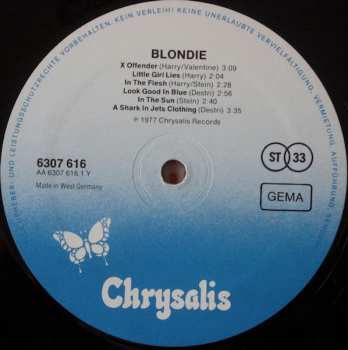 URHEBER- UND LEISTUNGSSCHUTZRECHTE VORBEHALTEN. KEIN VERLEIH! KEINE UNERLAUBTE VERVIELFÄLTIGUNG, VERMIETUNG, AUFFÜHRUNG,
BLONDIE
X Offender (Harry/Valentine) 3:09
Little Girl Lies (Harry) 2:04
In The Flesh (Harry/Stein) 2:28
Look Good In Blue (Destri) 2:56
In The Sun (Stein) 2:40
A Shark In Jets Clothing (Destri) 3:35
℗ 1977 Chrysalis Records
6307 616
AA 6307 616.1 Y
Made in West Germany
ST 33
GEMA
Chrysalis